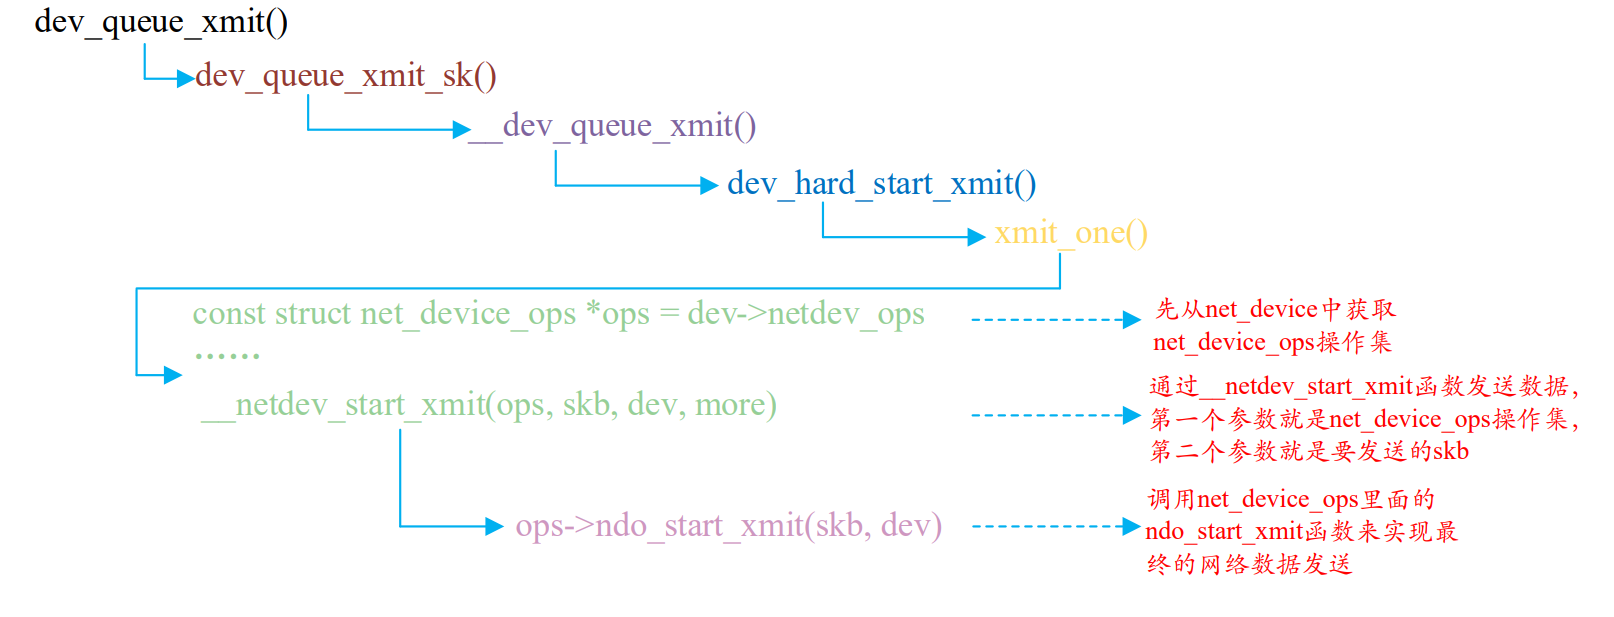 dev_queue_xmit()
dev_queue_xmit_sk()
__dev_queue_xmit()
dev_hard_start_xmit()
xmit_one()
const struct net_device_ops *ops = dev->netdev_ops
先从net_device中获取
net_device_ops操作集
……
__netdev_start_xmit(ops, skb, dev, more)
通过__netdev_start_xmit函数发送数据，
第一个参数就是net_device_ops操作集，
第二个参数就是要发送的skb
ops->ndo_start_xmit(skb, dev)
调用net_device_ops里面的
ndo_start_xmit函数来实现最
终的网络数据发送